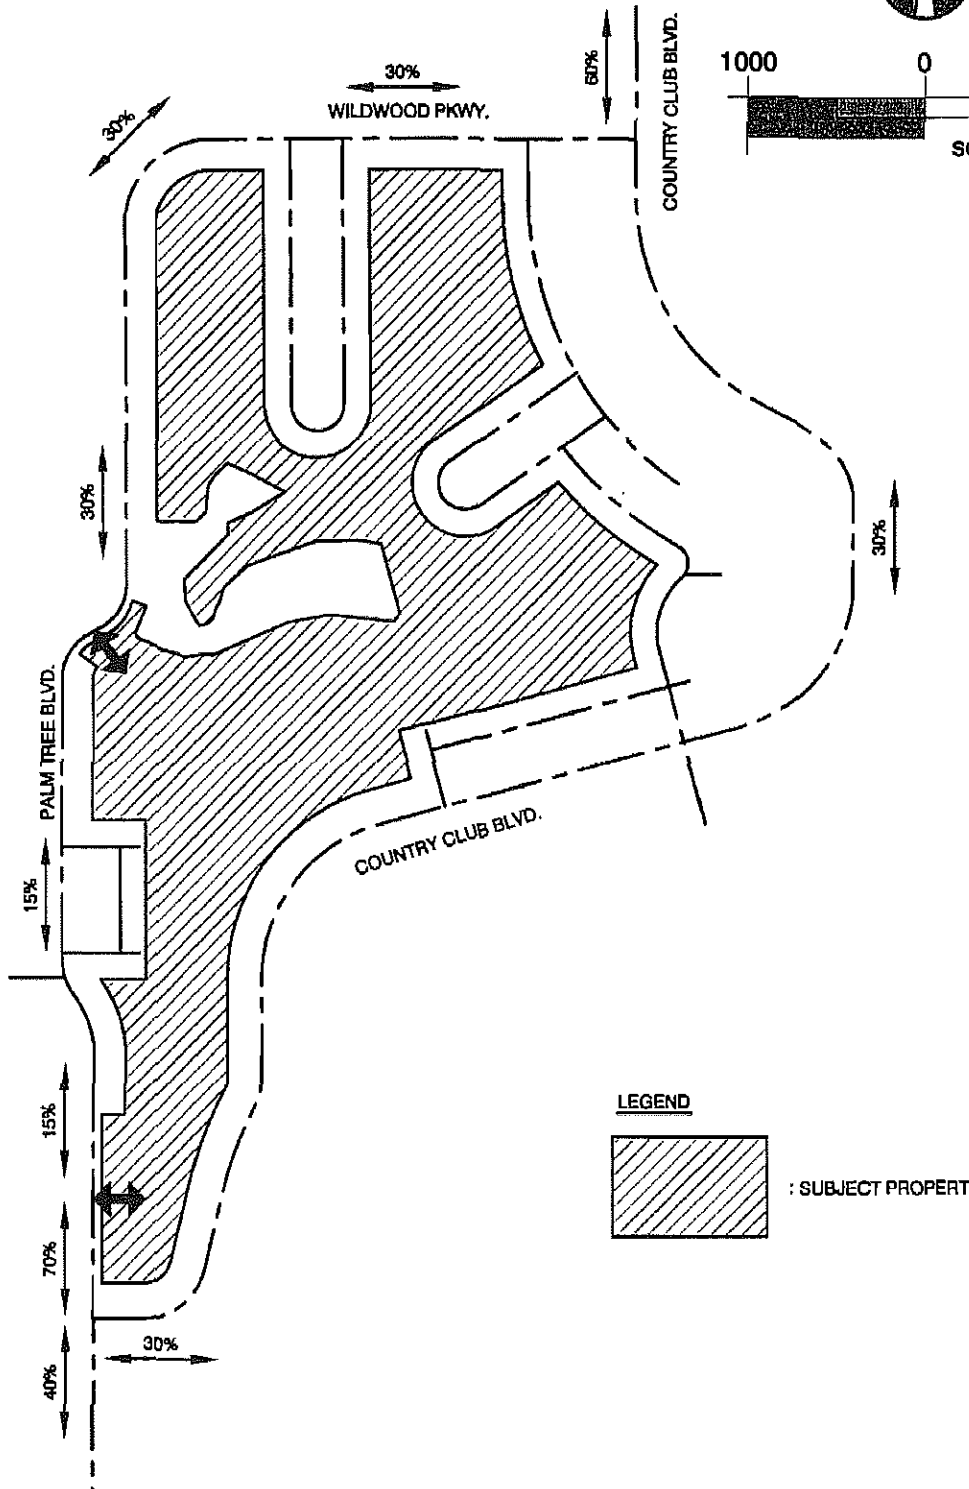 60%
COUNTRY CLUB BLVD.
1000
0
30%
WILDWOOD PKWY.
30%
30%
30%
PALM TREE BLVD.
15%
COUNTRY CLUB BLVD.
15%
LEGEND
: SUBJECT PROPERT
70%
30%
40%